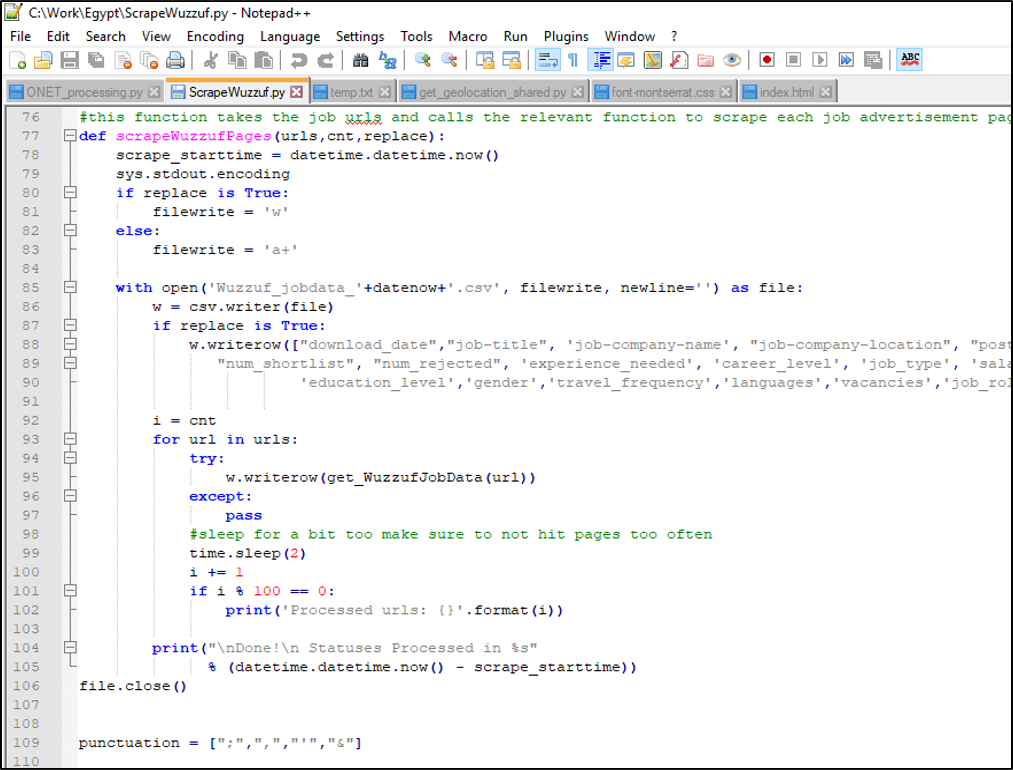 C:\Work\Egypt\ScrapeWuzzuf.py - Notepad++
File Edit Search View Encoding Language Settings Tools Macro Run Plugins Window ?
ABC
ONET_processing.py ScrapeWuzzuf.py temp.txt get_geolocation_shared.py font-montserrat.css index.html
76 #this function takes the job urls and calls the relevant function to scrape each job advertisement pag
77 def scrapeWuzzufPages(urls,cnt,replace):
78 scrape_starttime = datetime.datetime.now()
79 sys.stdout.encoding
80 if replace is True:
81 filewrite = 'w'
82 else:
83 filewrite = 'a+'
84
85 with open('Wuzzuf_jobdata_'+datenow+'.csv', filewrite, newline='') as file:
86 w = csv.writer(file)
87 if replace is True:
88 w.writerow(["download_date","job-title", 'job-company-name', "job-company-location", "post
89 "num_shortlist", "num_rejected", 'experience_needed', 'career_level', 'job_type', 'sala
90 'education_level','gender','travel_frequency','languages','vacancies','job_rol
91
92 i = cnt
93 for url in urls:
94 try:
95 w.writerow(get_WuzzufJobData(url))
96 except:
97 pass
98 #sleep for a bit too make sure to not hit pages too often
99 time.sleep(2)
100 i += 1
101 if i % 100 == 0:
102 print('Processed urls: {}'.format(i))
103
104 print("\nDone!\n Statuses Processed in %s"
105 % (datetime.datetime.now() - scrape_starttime))
106 file.close()
107
108
109 punctuation = [";",",","'","&"]
110